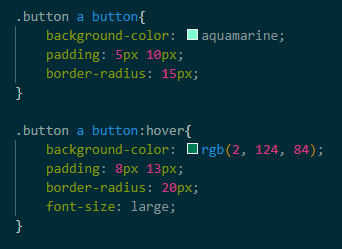 .button a button{
    background-color: aquamarine;
    padding: 5px 10px;
    border-radius: 15px;
}

.button a button:hover{
    background-color: rgb(2, 124, 84);
    padding: 8px 13px;
    border-radius: 20px;
    font-size: large;
}